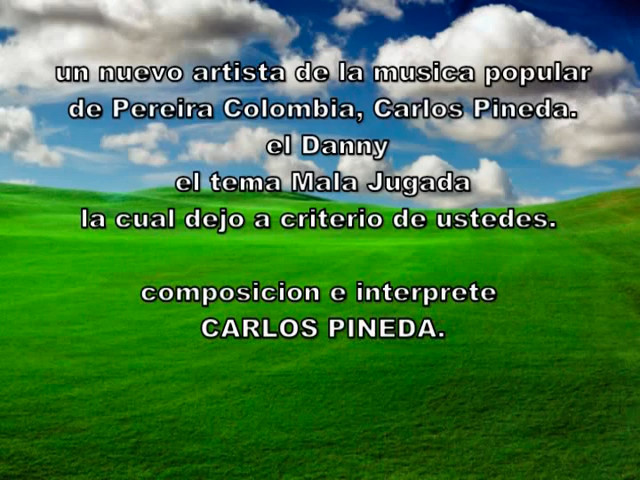 un nuevo artista de la musica popular
de Pereira Colombia, Carlos Pineda.
el Danny
el tema Mala Jugada
la cual dejo a criterio de ustedes.
composicion e interprete
CARLOS PINEDA.